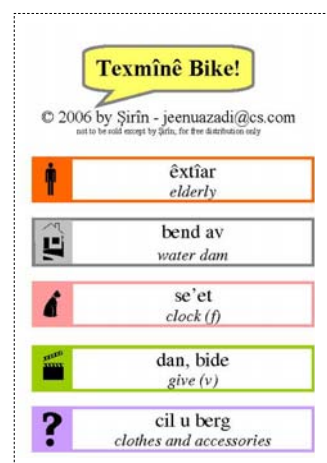 Texmînê Bike!
© 2006 by Şirîn - jeenuazadi@cs.com
not to be sold except by Şirîn, for free distribution only
êxtîar
elderly
bend av
water dam
se'et
clock (f)
dan, bide
give (v)
cil u berg
clothes and accessories
?